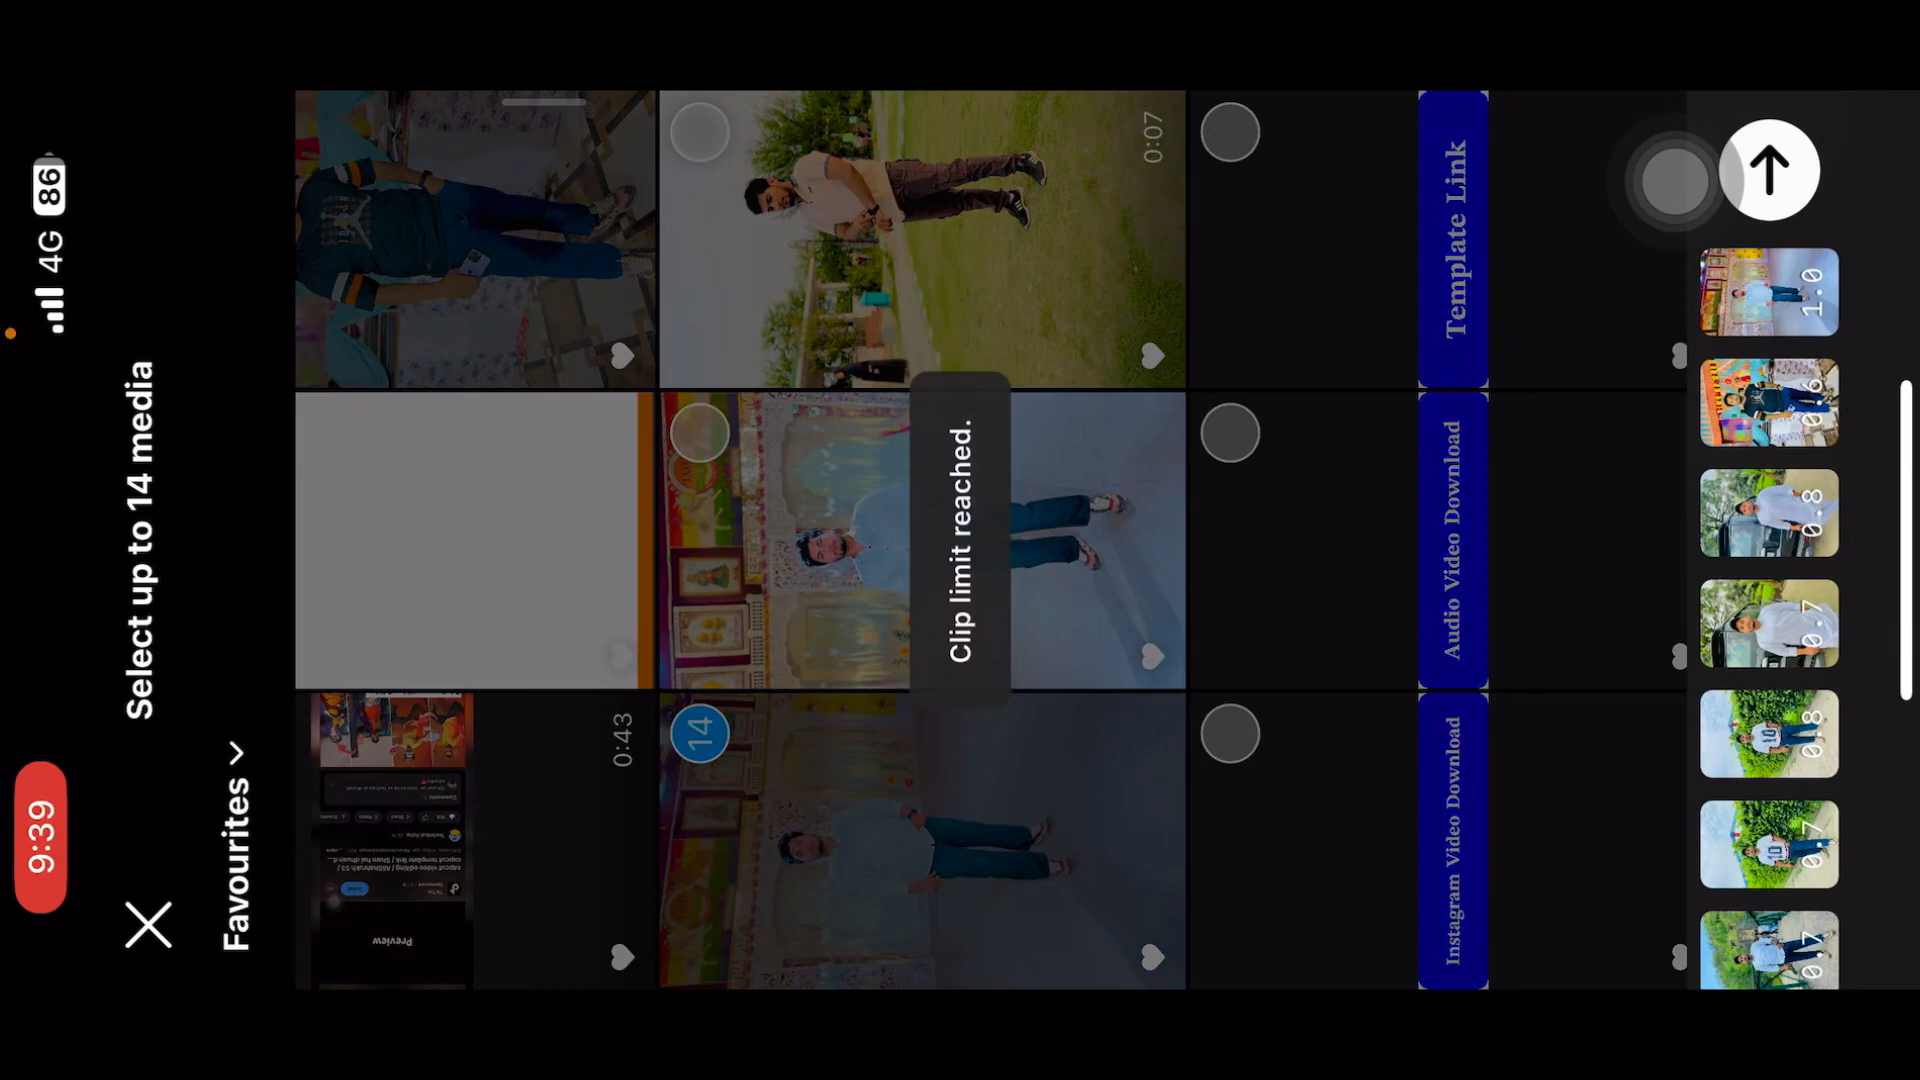 9:39
4G
86
Select up to 14 media
Favourites
0:43
Preview
14
0:07
Clip limit reached.
Instagram Video Download
Audio Video Download
Template Link
0.7
0.7
0.8
0.7
0.8
0.6
1.0